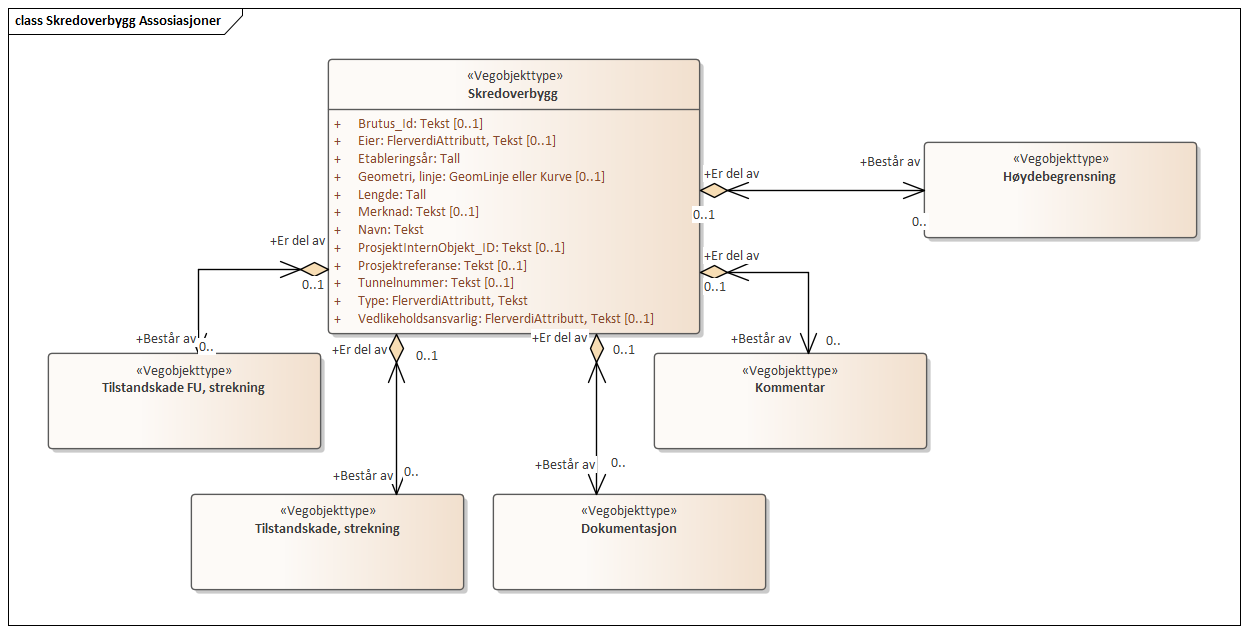 class Skredoverbygg Assosiasjoner
«Vegobjekttype»
Skredoverbygg
+ Brutus_Id: Tekst [0..1]
+ Eier: FlerverdiAttributt, Tekst [0..1]
+ Etableringsår: Tall
+ Geometri, linje: GeomLinje eller Kurve [0..1]
+ Lengde: Tall
+ Merknad: Tekst [0..1]
+ Navn: Tekst
+ ProsjektInternObjekt_ID: Tekst [0..1]
+ Prosjektreferanse: Tekst [0..1]
+ Tunnelnummer: Tekst [0..1]
+ Type: FlerverdiAttributt, Tekst
+ Vedlikeholdsansvarlig: FlerverdiAttributt, Tekst [0..1]
+Er del av
0..1
+Består av
0..
«Vegobjekttype»
Høydebegrensning
+Er del av
0..1
+Består av
0..
«Vegobjekttype»
Kommentar
+Er del av
0..1
+Består av
0..
«Vegobjekttype»
Tilstandskade FU, strekning
+Er del av
0..1
+Består av
0..
«Vegobjekttype»
Tilstandskade, strekning
+Er del av
0..1
+Består av
0..
«Vegobjekttype»
Dokumentasjon